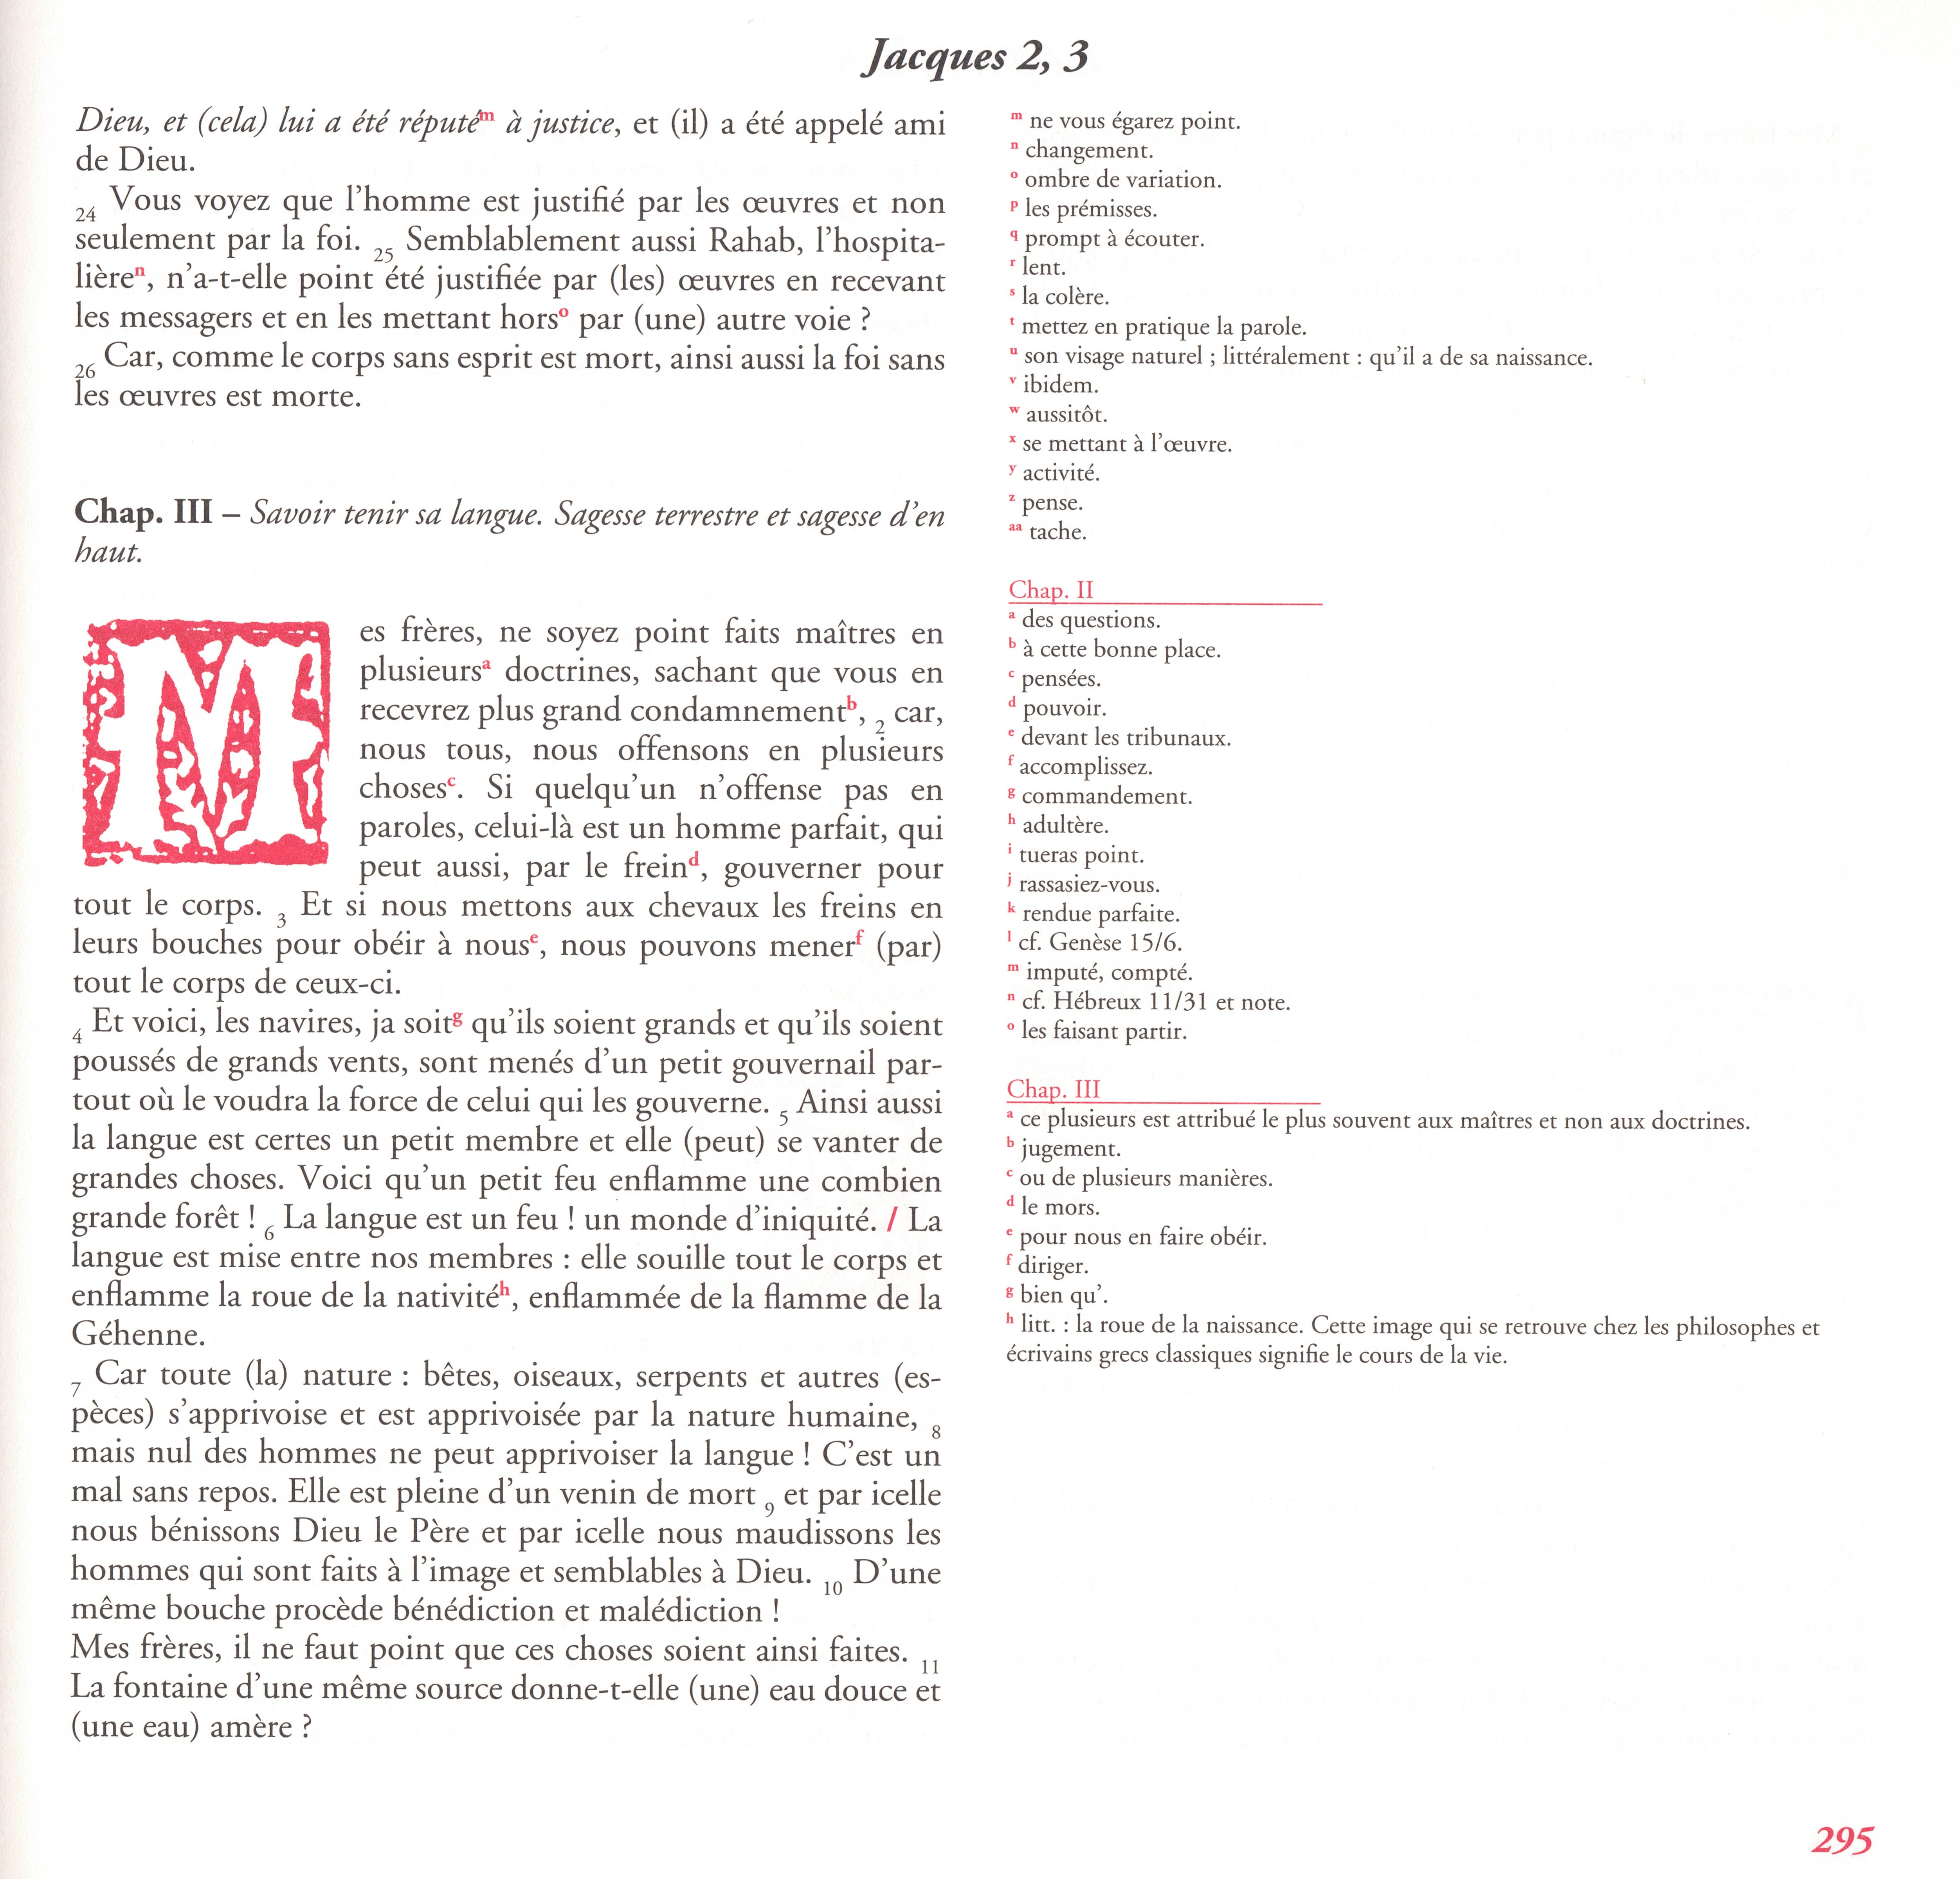 Jacques 2, 3
Dieu, et (cela) lui a été réputéᵐ à justice, et (il) a été appelé ami
de Dieu.
24 Vous voyez que l'homme est justifié par les œuvres et non
seulement par la foi. 25 Semblablement aussi Rahab, l'hospita-
lièreⁿ, n'a-t-elle point été justifiée par (les) œuvres en recevant
les messagers et en les mettant horsᵒ par (une) autre voie ?
26 Car, comme le corps sans esprit est mort, ainsi aussi la foi sans
les œuvres est morte.
Chap. III – Savoir tenir sa langue. Sagesse terrestre et sagesse d'en
haut.
Mes frères, ne soyez point faits maîtres en
plusieursᵃ doctrines, sachant que vous en
recevrez plus grand condamnementᵇ, 2 car,
nous tous, nous offensons en plusieurs
chosesᶜ. Si quelqu'un n'offense pas en
paroles, celui-là est un homme parfait, qui
peut aussi, par le freinᵈ, gouverner pour
tout le corps. 3 Et si nous mettons aux chevaux les freins en
leurs bouches pour obéir à nousᵉ, nous pouvons menerᶠ (par)
tout le corps de ceux-ci.
4 Et voici, les navires, ja soitᵍ qu'ils soient grands et qu'ils soient
poussés de grands vents, sont menés d'un petit gouvernail par-
tout où le voudra la force de celui qui les gouverne. 5 Ainsi aussi
la langue est certes un petit membre et elle (peut) se vanter de
grandes choses. Voici qu'un petit feu enflamme une combien
grande forêt ! 6 La langue est un feu ! un monde d'iniquité. / La
langue est mise entre nos membres : elle souille tout le corps et
enflamme la roue de la nativitéʰ, enflammée de la flamme de la
Géhenne.
7 Car toute (la) nature : bêtes, oiseaux, serpents et autres (es-
pèces) s'apprivoise et est apprivoisée par la nature humaine, 8
mais nul des hommes ne peut apprivoiser la langue ! C'est un
mal sans repos. Elle est pleine d'un venin de mort 9 et par icelle
nous bénissons Dieu le Père et par icelle nous maudissons les
hommes qui sont faits à l'image et semblables à Dieu. 10 D'une
même bouche procède bénédiction et malédiction !
Mes frères, il ne faut point que ces choses soient ainsi faites. 11
La fontaine d'une même source donne-t-elle (une) eau douce et
(une eau) amère ?
ᵐ ne vous égarez point.
ⁿ changement.
ᵒ ombre de variation.
ᵖ les prémisses.
q prompt à écouter.
ʳ lent.
ˢ la colère.
ᵗ mettez en pratique la parole.
ᵘ son visage naturel ; littéralement : qu'il a de sa naissance.
ᵛ ibidem.
ʷ aussitôt.
ˣ se mettant à l'œuvre.
ʸ activité.
ᶻ pense.
ᵃᵃ tache.
Chap. II
ᵃ des questions.
ᵇ à cette bonne place.
ᶜ pensées.
ᵈ pouvoir.
ᵉ devant les tribunaux.
ᶠ accomplissez.
ᵍ commandement.
ʰ adultère.
ⁱ tueras point.
ʲ rassasiez-vous.
ᵏ rendue parfaite.
ˡ cf. Genèse 15/6.
ᵐ imputé, compté.
ⁿ cf. Hébreux 11/31 et note.
ᵒ les faisant partir.
Chap. III
ᵃ ce plusieurs est attribué le plus souvent aux maîtres et non aux doctrines.
ᵇ jugement.
ᶜ ou de plusieurs manières.
ᵈ le mors.
ᵉ pour nous en faire obéir.
ᶠ diriger.
ᵍ bien qu'.
ʰ litt. : la roue de la naissance. Cette image qui se retrouve chez les philosophes et
écrivains grecs classiques signifie le cours de la vie.
295